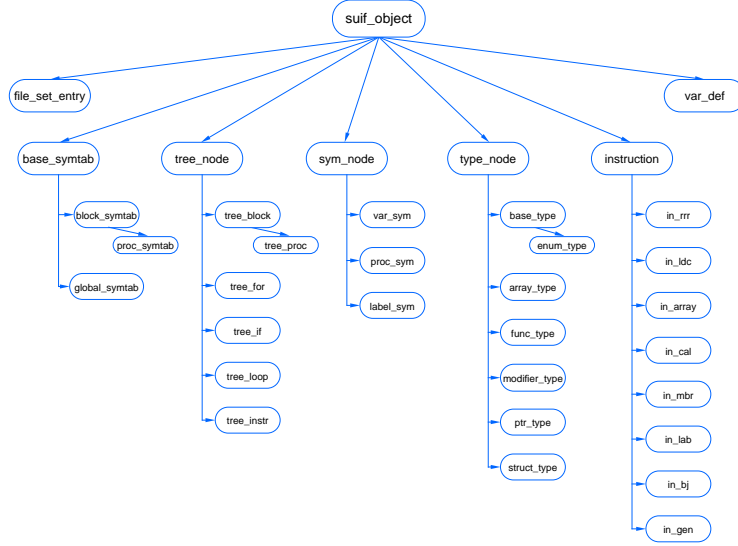 suif_object
file_set_entry
var_def
base_symtab
tree_node
sym_node
type_node
instruction
block_symtab
proc_symtab
global_symtab
tree_block
tree_proc
tree_for
tree_if
tree_loop
tree_instr
var_sym
proc_sym
label_sym
base_type
enum_type
array_type
func_type
modifier_type
ptr_type
struct_type
in_rrr
in_ldc
in_array
in_cal
in_mbr
in_lab
in_bj
in_gen